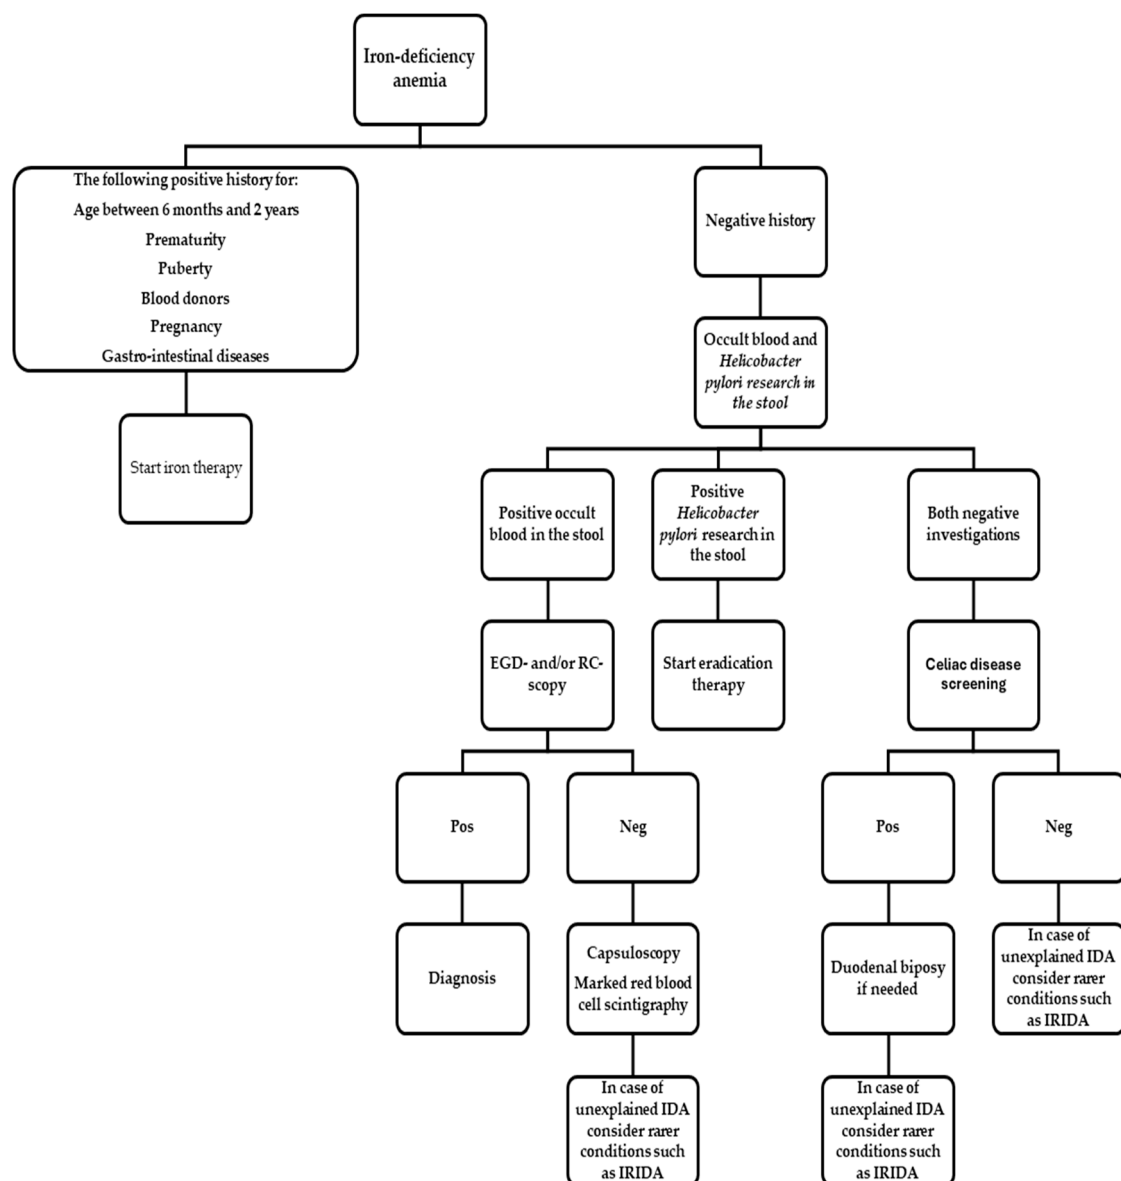 Iron-deficiency
anemia
The following positive history for:
Age between 6 months and 2 years
Prematurity
Puberty
Blood donors
Pregnancy
Gastro-intestinal diseases
Start iron therapy
Negative history
Occult blood and
Helicobacter
pylori research in
the stool
Positive occult
blood in the stool
Positive
Helicobacter
pylori research in
the stool
Both negative
investigations
EGD- and/or RC-
scopy
Start eradication
therapy
Celiac disease
screening
Pos
Neg
Pos
Neg
Diagnosis
Capsuloscopy
Marked red blood
cell scintigraphy
Duodenal biposy
if needed
In case of
unexplained IDA
consider rarer
conditions such
as IRIDA
In case of
unexplained IDA
consider rarer
conditions such
as IRIDA
In case of
unexplained IDA
consider rarer
conditions such
as IRIDA